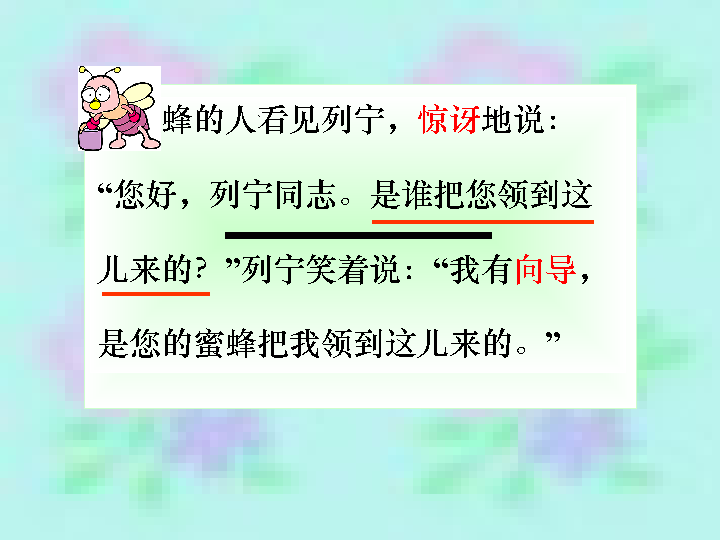 蜂的人看见列宁，惊讶地说：
“您好，列宁同志。是谁把您领到这
儿来的？”列宁笑着说：“我有向导，
是您的蜜蜂把我领到这儿来的。”